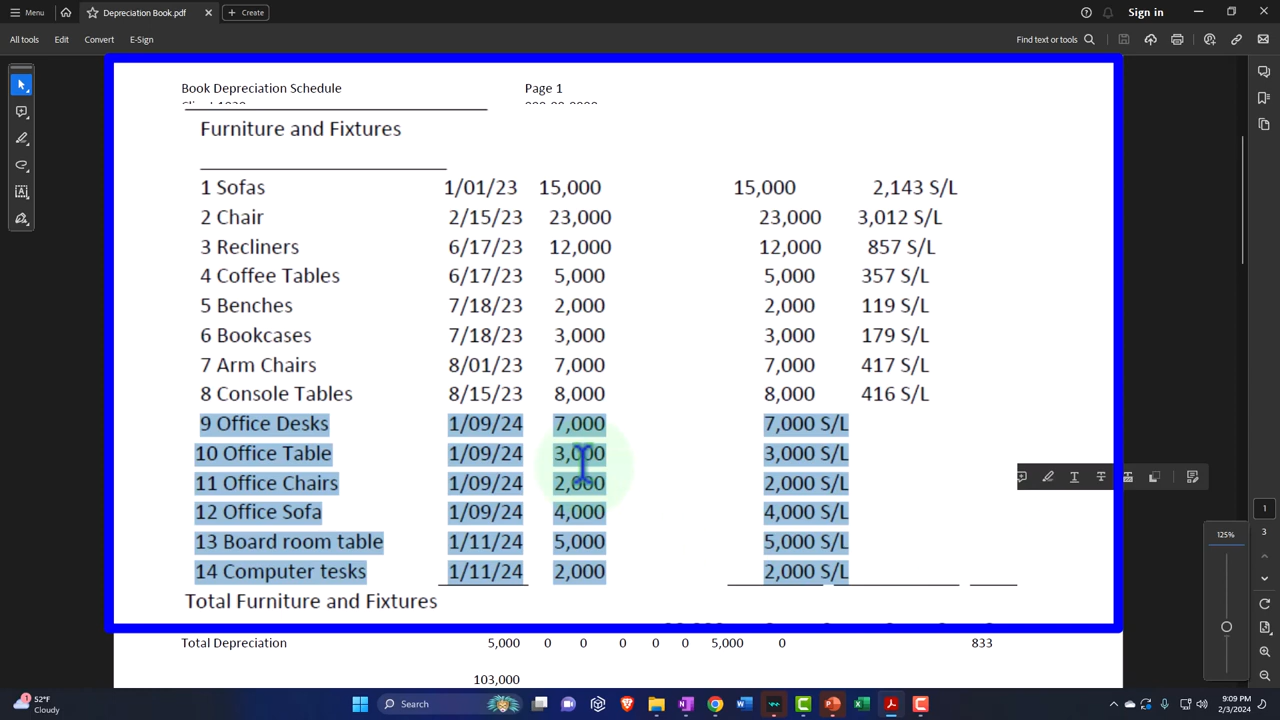 Menu
Depreciation Book.pdf
Create
Sign in
All tools Edit Convert E-Sign
Find text or tools
Book Depreciation Schedule Page 1
Furniture and Fixtures
1 Sofas 1/01/23 15,000 15,000 2,143 S/L
2 Chair 2/15/23 23,000 23,000 3,012 S/L
3 Recliners 6/17/23 12,000 12,000 857 S/L
4 Coffee Tables 6/17/23 5,000 5,000 357 S/L
5 Benches 7/18/23 2,000 2,000 119 S/L
6 Bookcases 7/18/23 3,000 3,000 179 S/L
7 Arm Chairs 8/01/23 7,000 7,000 417 S/L
8 Console Tables 8/15/23 8,000 8,000 416 S/L
9 Office Desks 1/09/24 7,000 7,000 S/L
10 Office Table 1/09/24 3,000 3,000 S/L
11 Office Chairs 1/09/24 2,000 2,000 S/L
12 Office Sofa 1/09/24 4,000 4,000 S/L
13 Board room table 1/11/24 5,000 5,000 S/L
14 Computer tesks 1/11/24 2,000 2,000 S/L
Total Furniture and Fixtures
Total Depreciation 5,000 0 0 0 0 5,000 0 833
103,000
1
3
125%
52°F
Cloudy
Search
9:09 PM
2/3/2024